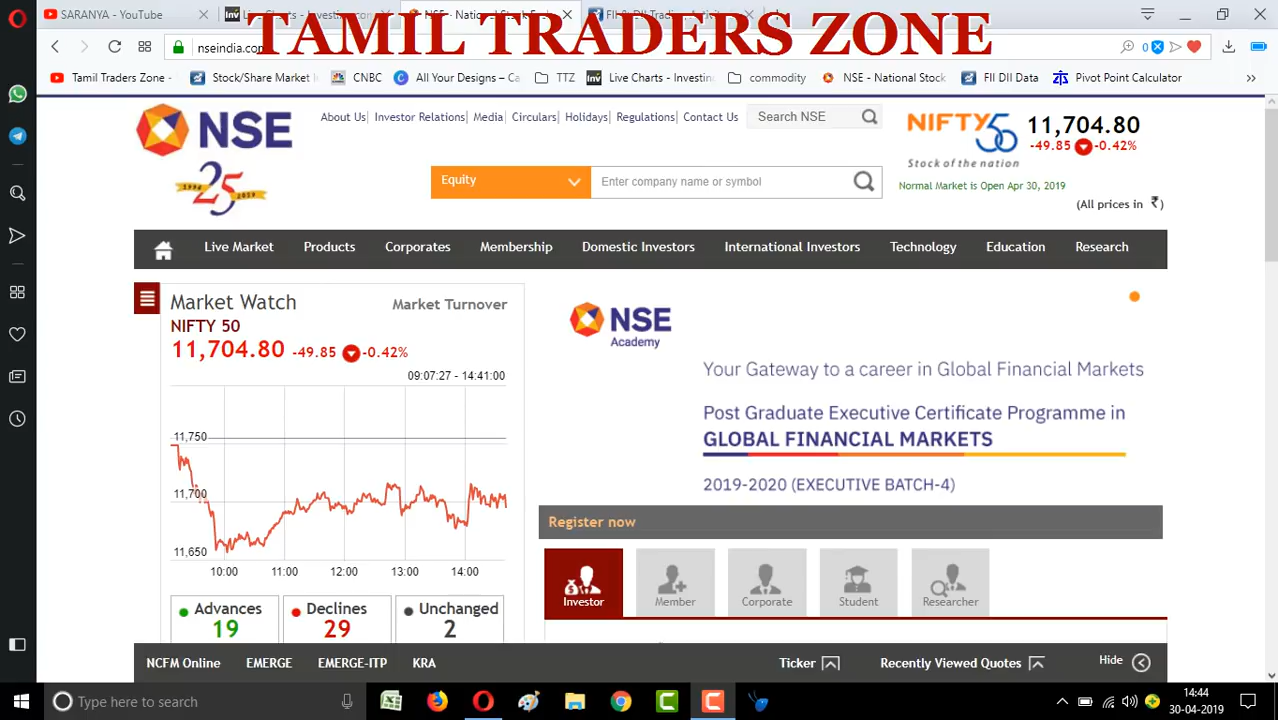 SARANYA - YouTube
TAMIL TRADERS ZONE
nseindia.co
0
Tamil Traders Zone -
Stock/Share Market
CNBC
All Your Designs – Ca
TTZ
Live Charts - Investin
commodity
NSE - National Stock
FII DII Data
Pivot Point Calculator
NSE
1994 25 2019
About Us|
Investor Relations|
Media|
Circulars|
Holidays|
Regulations|
Contact Us
Search NSE
Equity
Enter company name or symbol
NIFTY 50
Stock of the nation
11,704.80
-49.85 -0.42%
Normal Market is Open Apr 30, 2019
(All prices in ₹)
Live Market
Products
Corporates
Membership
Domestic Investors
International Investors
Technology
Education
Research
Market Watch
Market Turnover
NIFTY 50
11,704.80 -49.85 -0.42%
09:07:27 - 14:41:00
11,750
11,700
11,650
10:00 11:00 12:00 13:00 14:00
Advances
19
Declines
29
Unchanged
2
NSE
Academy
Your Gateway to a career in Global Financial Markets
Post Graduate Executive Certificate Programme in
GLOBAL FINANCIAL MARKETS
2019-2020 (EXECUTIVE BATCH-4)
Register now
Investor
Member
Corporate
Student
Researcher
NCFM Online
EMERGE
EMERGE-ITP
KRA
Ticker
Recently Viewed Quotes
Hide
Type here to search
14:44
30-04-2019